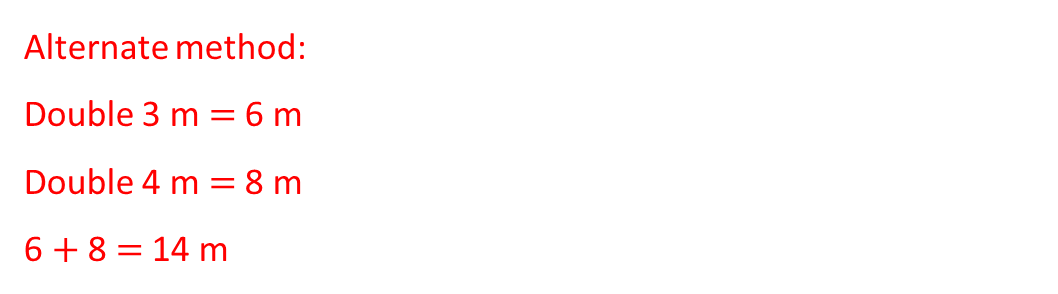 Alternate method:
Double 3 m = 6 m
Double 4 m = 8 m
6 + 8 = 14 m